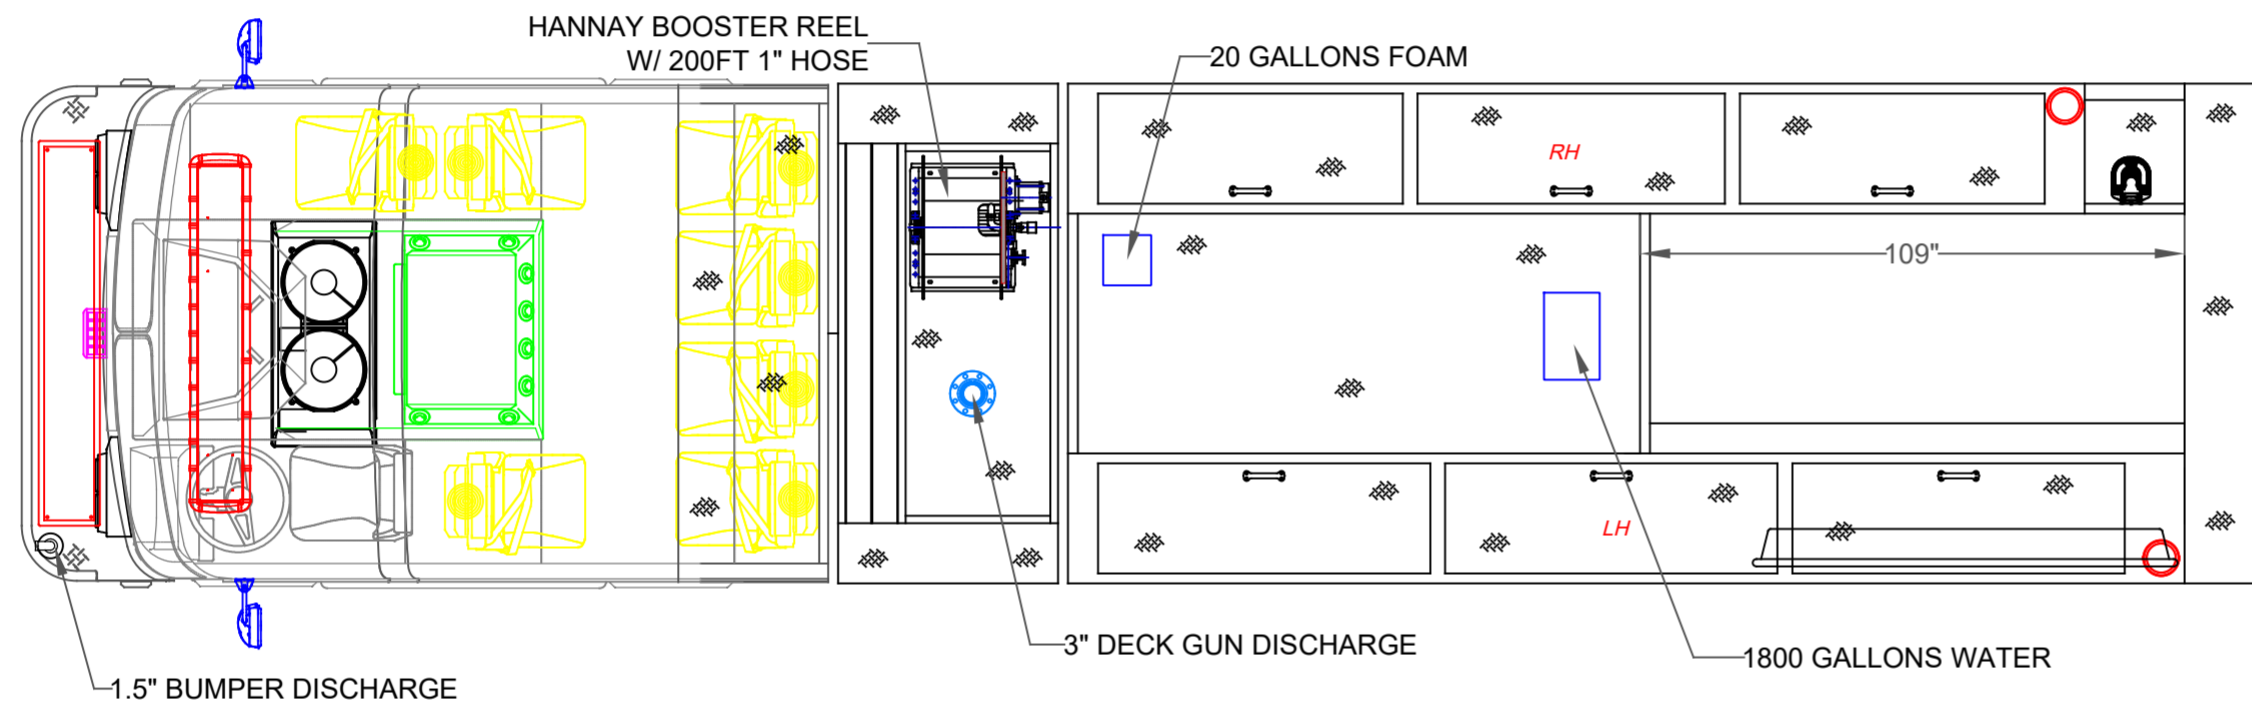 HANNAY BOOSTER REEL
W/ 200FT 1" HOSE
20 GALLONS FOAM
RH
109"
LH
3" DECK GUN DISCHARGE
1800 GALLONS WATER
1.5" BUMPER DISCHARGE